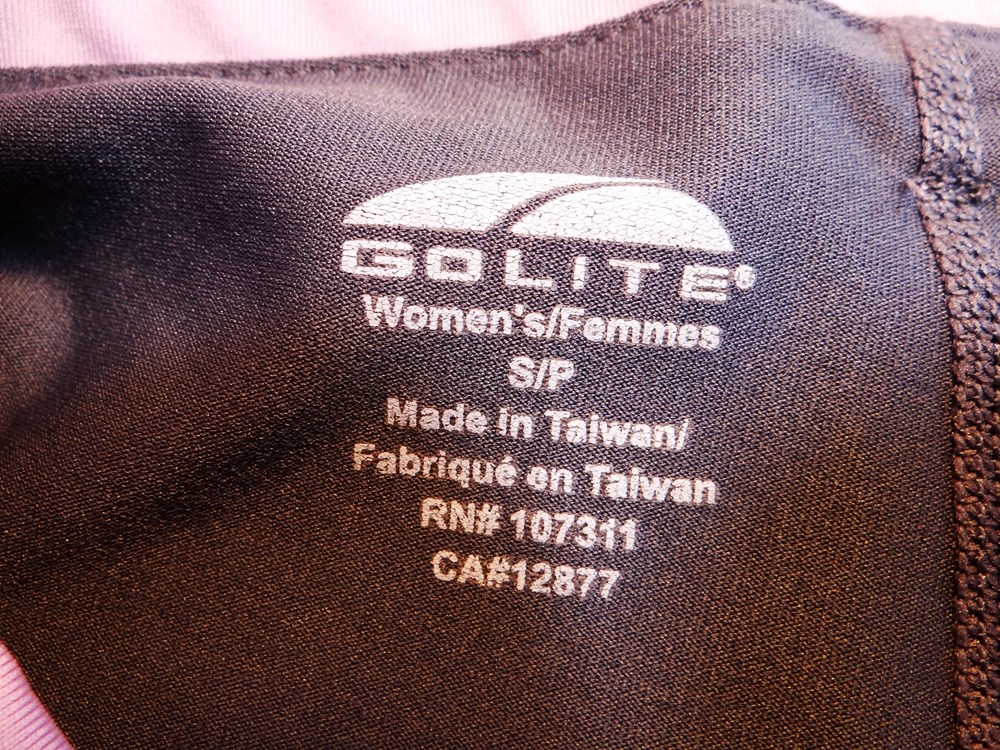 GOLITE®
Women's/Femmes
S/P
Made in Taiwan/
Fabriqué en Taiwan
RN# 107311
CA#12877